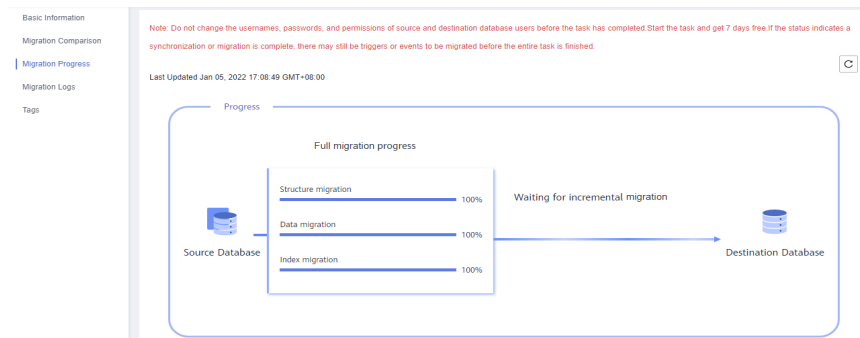 Basic Information
Migration Comparison
Migration Progress
Migration Logs
Tags
Note: Do not change the usernames, passwords, and permissions of source and destination database users before the task has completed.Start the task and get 7 days free.If the status indicates a
synchronization or migration is complete, there may still be triggers or events to be migrated before the entire task is finished.
Last Updated Jan 05, 2022 17:08:49 GMT+08:00
Progress
Full migration progress
Structure migration
100%
Data migration
100%
Index migration
100%
Source Database
Waiting for incremental migration
Destination Database